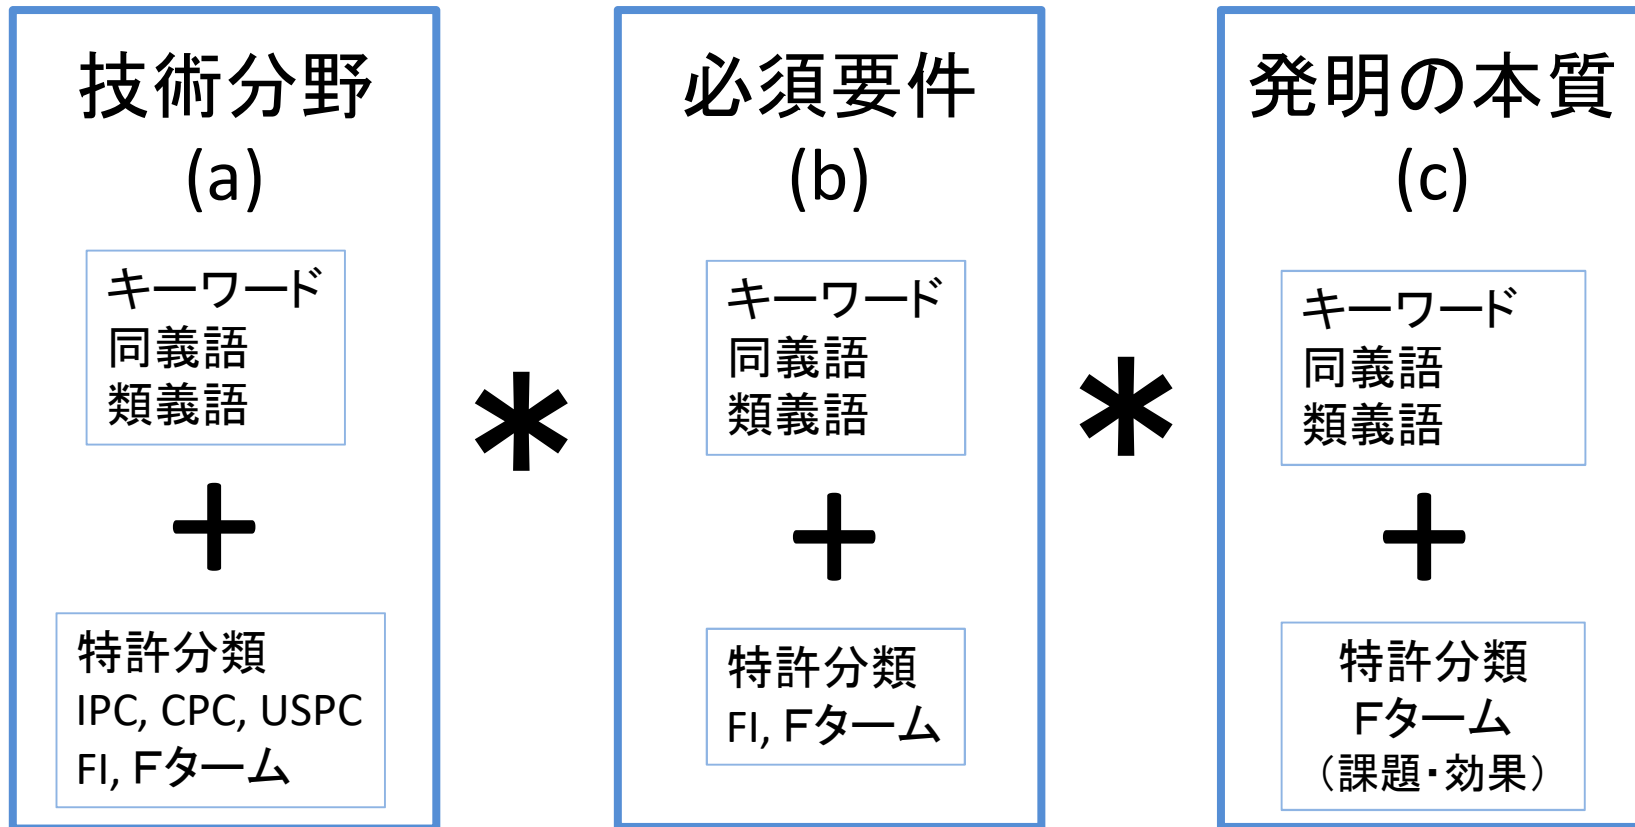 技術分野
(a)
キーワード
同義語
類義語
+
特許分類
IPC, CPC, USPC
FI, Fターム
*
必須要件
(b)
キーワード
同義語
類義語
+
特許分類
FI, Fターム
*
発明の本質
(c)
キーワード
同義語
類義語
+
特許分類
Fターム
（課題・効果）